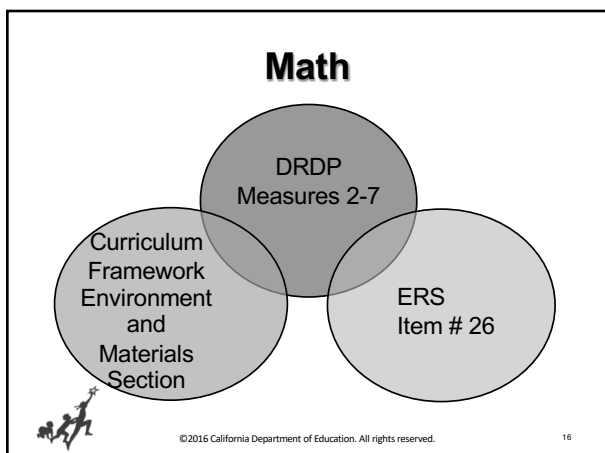 Math
DRDP
Measures 2-7
Curriculum
Framework
Environment
and
Materials
Section
ERS
Item # 26
©2016 California Department of Education. All rights reserved.
16